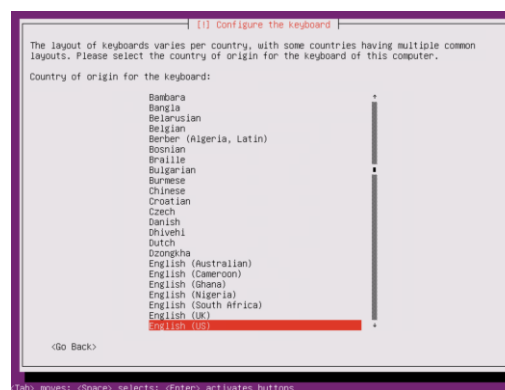 [!] Configure the keyboard
The layout of keyboards varies per country, with some countries having multiple common
layouts. Please select the country of origin for the keyboard of this computer.
Country of origin for the keyboard:
Bambara
Bangla
Belarusian
Belgian
Berber (Algeria, Latin)
Bosnian
Braille
Bulgarian
Burmese
Chinese
Croatian
Czech
Danish
Dhivehi
Dutch
Dzongkha
English (Australian)
English (Cameroon)
English (Ghana)
English (Nigeria)
English (South Africa)
English (UK)
English (US)
<Go Back>
<Tab> moves; <Space> selects; <Enter> activates buttons